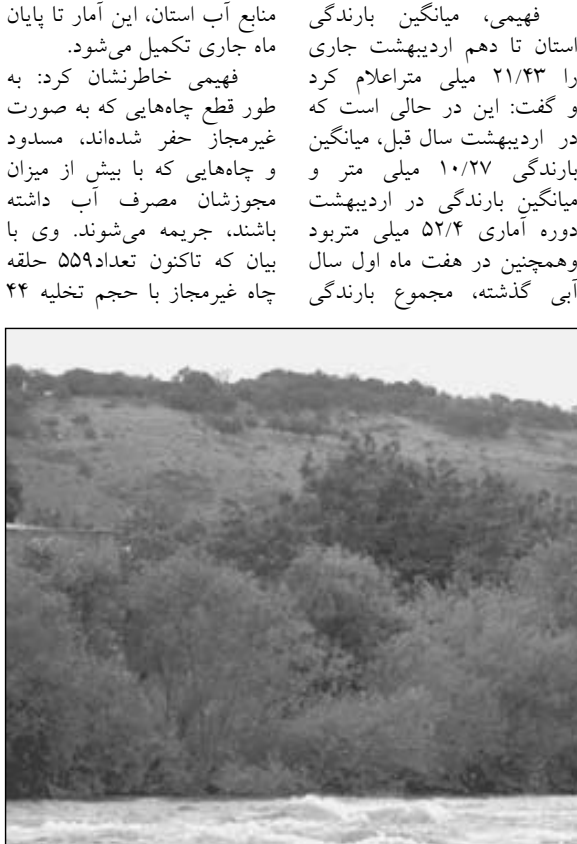 فهیمی، میانگین بارندگی
استان تا دهم اردیبهشت جاری
را ۲۱/۴۳ میلی متراعلام کرد
و گفت: این در حالی است که
در اردیبهشت سال قبل، میانگین
بارندگی ۱۰/۲۷ میلی متر و
میانگین بارندگی در اردیبهشت
دوره آماری ۵۲/۴ میلی متربود
وهمچنین در هفت ماه اول سال
آبی گذشته، مجموع بارندگی
منابع آب استان، این آمار تا پایان
ماه جاری تکمیل می‌شود.
فهیمی خاطرنشان کرد: به
طور قطع چاه‌هایی که به صورت
غیرمجاز حفر شده‌اند، مسدود
و چاه‌هایی که با بیش از میزان
مجوزشان مصرف آب داشته
باشند، جریمه می‌شوند. وی با
بیان که تاکنون تعداد۵۵۹ حلقه
چاه غیرمجاز با حجم تخلیه ۴۴